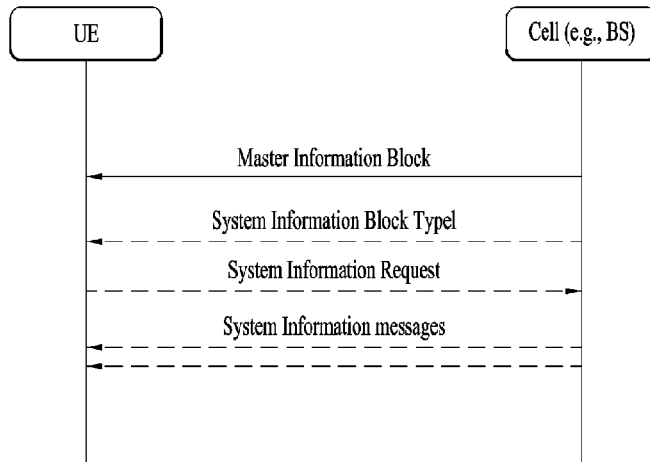 UE
Cell (e.g., BS)
Master Information Block
System Information Block Typel
System Information Request
System Information messages